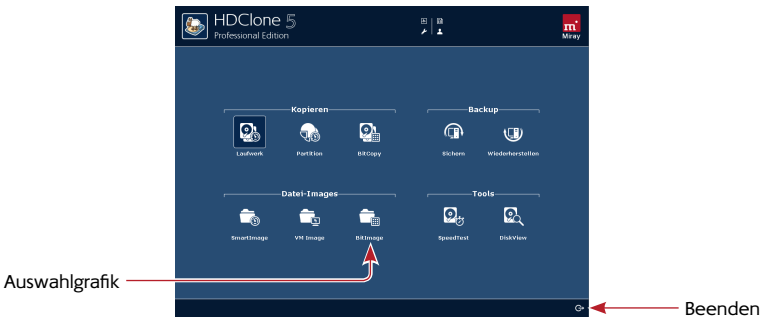 HDClone 5
Professional Edition
m
Miray
Kopieren
Backup
Laufwerk
Partition
BitCopy
Sichern
Wiederherstellen
Datei-Images
Tools
SmartImage
VM Image
BitImage
SpeedTest
DiskView
Auswahlgrafik
Beenden